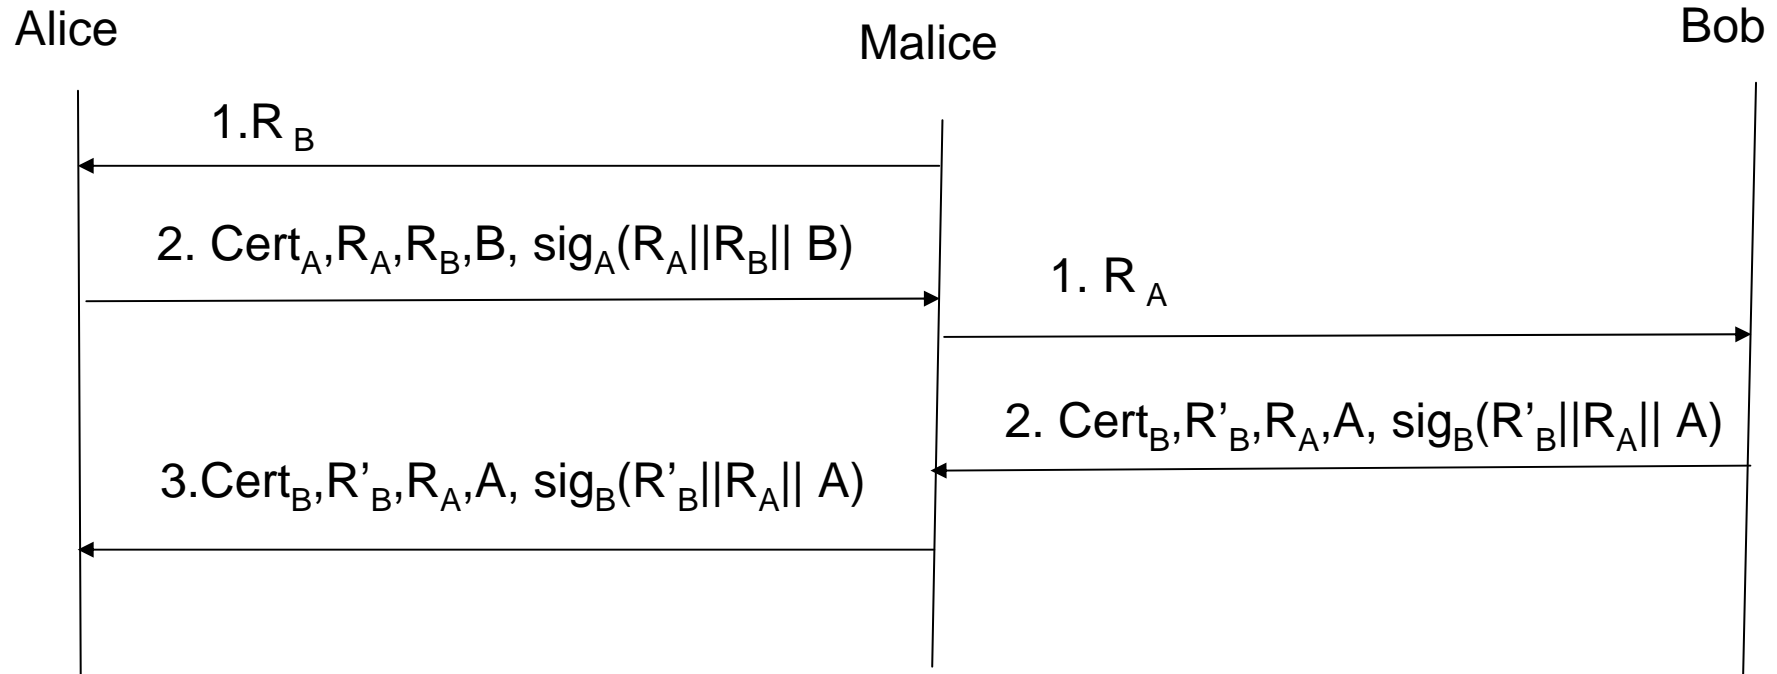 Alice
Malice
Bob
1.R B
2. CertA,RA,RB,B, sigA(RA||RB|| B)
1. R A
2. CertB,R’B,RA,A, sigB(R’B||RA|| A)
3.CertB,R’B,RA,A, sigB(R’B||RA|| A)